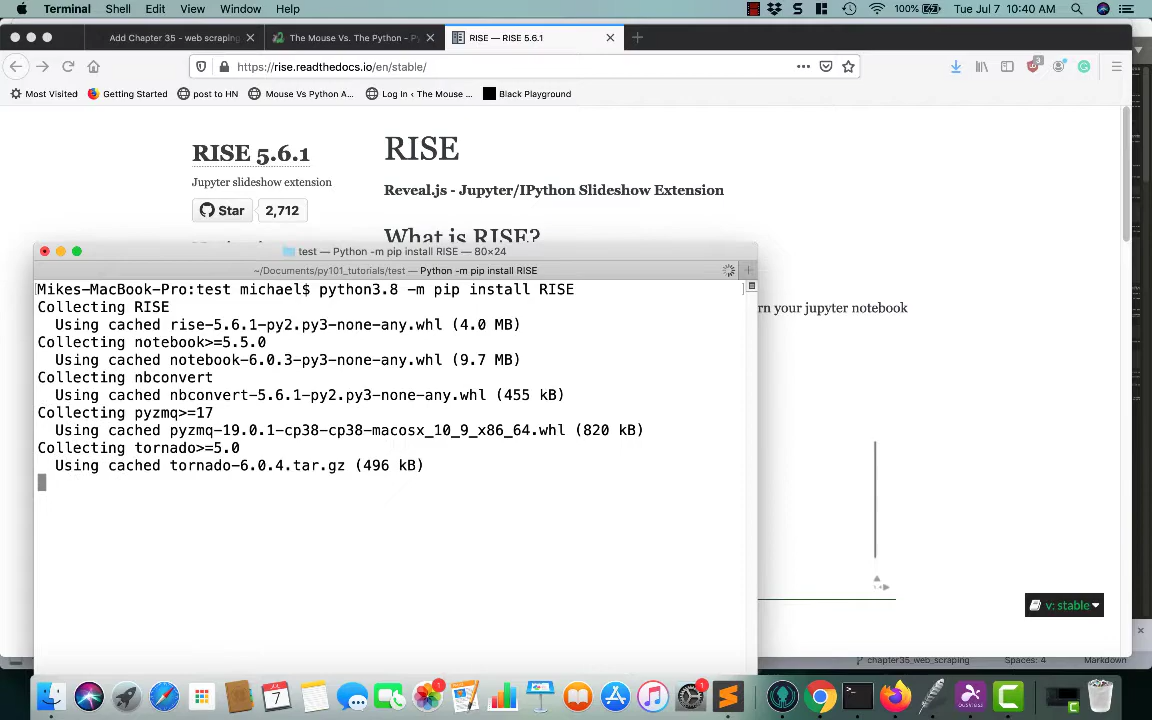 Terminal Shell Edit View Window Help
100% Tue Jul 7 10:40 AM
Add Chapter 35 - web scraping
The Mouse Vs. The Python - P
RISE — RISE 5.6.1
https://rise.readthedocs.io/en/stable/
3
Most Visited Getting Started post to HN Mouse Vs Python A... Log In ‹ The Mouse ... Black Playground
RISE 5.6.1
Jupyter slideshow extension
Star 2,712
RISE
Reveal.js - Jupyter/IPython Slideshow Extension
What is RISE?
rn your jupyter notebook
test — Python -m pip install RISE — 80×24
~/Documents/py101_tutorials/test — Python -m pip install RISE
Mikes-MacBook-Pro:test michael$ python3.8 -m pip install RISE
Collecting RISE
Using cached rise-5.6.1-py2.py3-none-any.whl (4.0 MB)
Collecting notebook>=5.5.0
Using cached notebook-6.0.3-py3-none-any.whl (9.7 MB)
Collecting nbconvert
Using cached nbconvert-5.6.1-py2.py3-none-any.whl (455 kB)
Collecting pyzmq>=17
Using cached pyzmq-19.0.1-cp38-cp38-macosx_10_9_x86_64.whl (820 kB)
Collecting tornado>=5.0
Using cached tornado-6.0.4.tar.gz (496 kB)
v: stable
chapter35_web_scraping Spaces: 4 Markdown
7
1
1